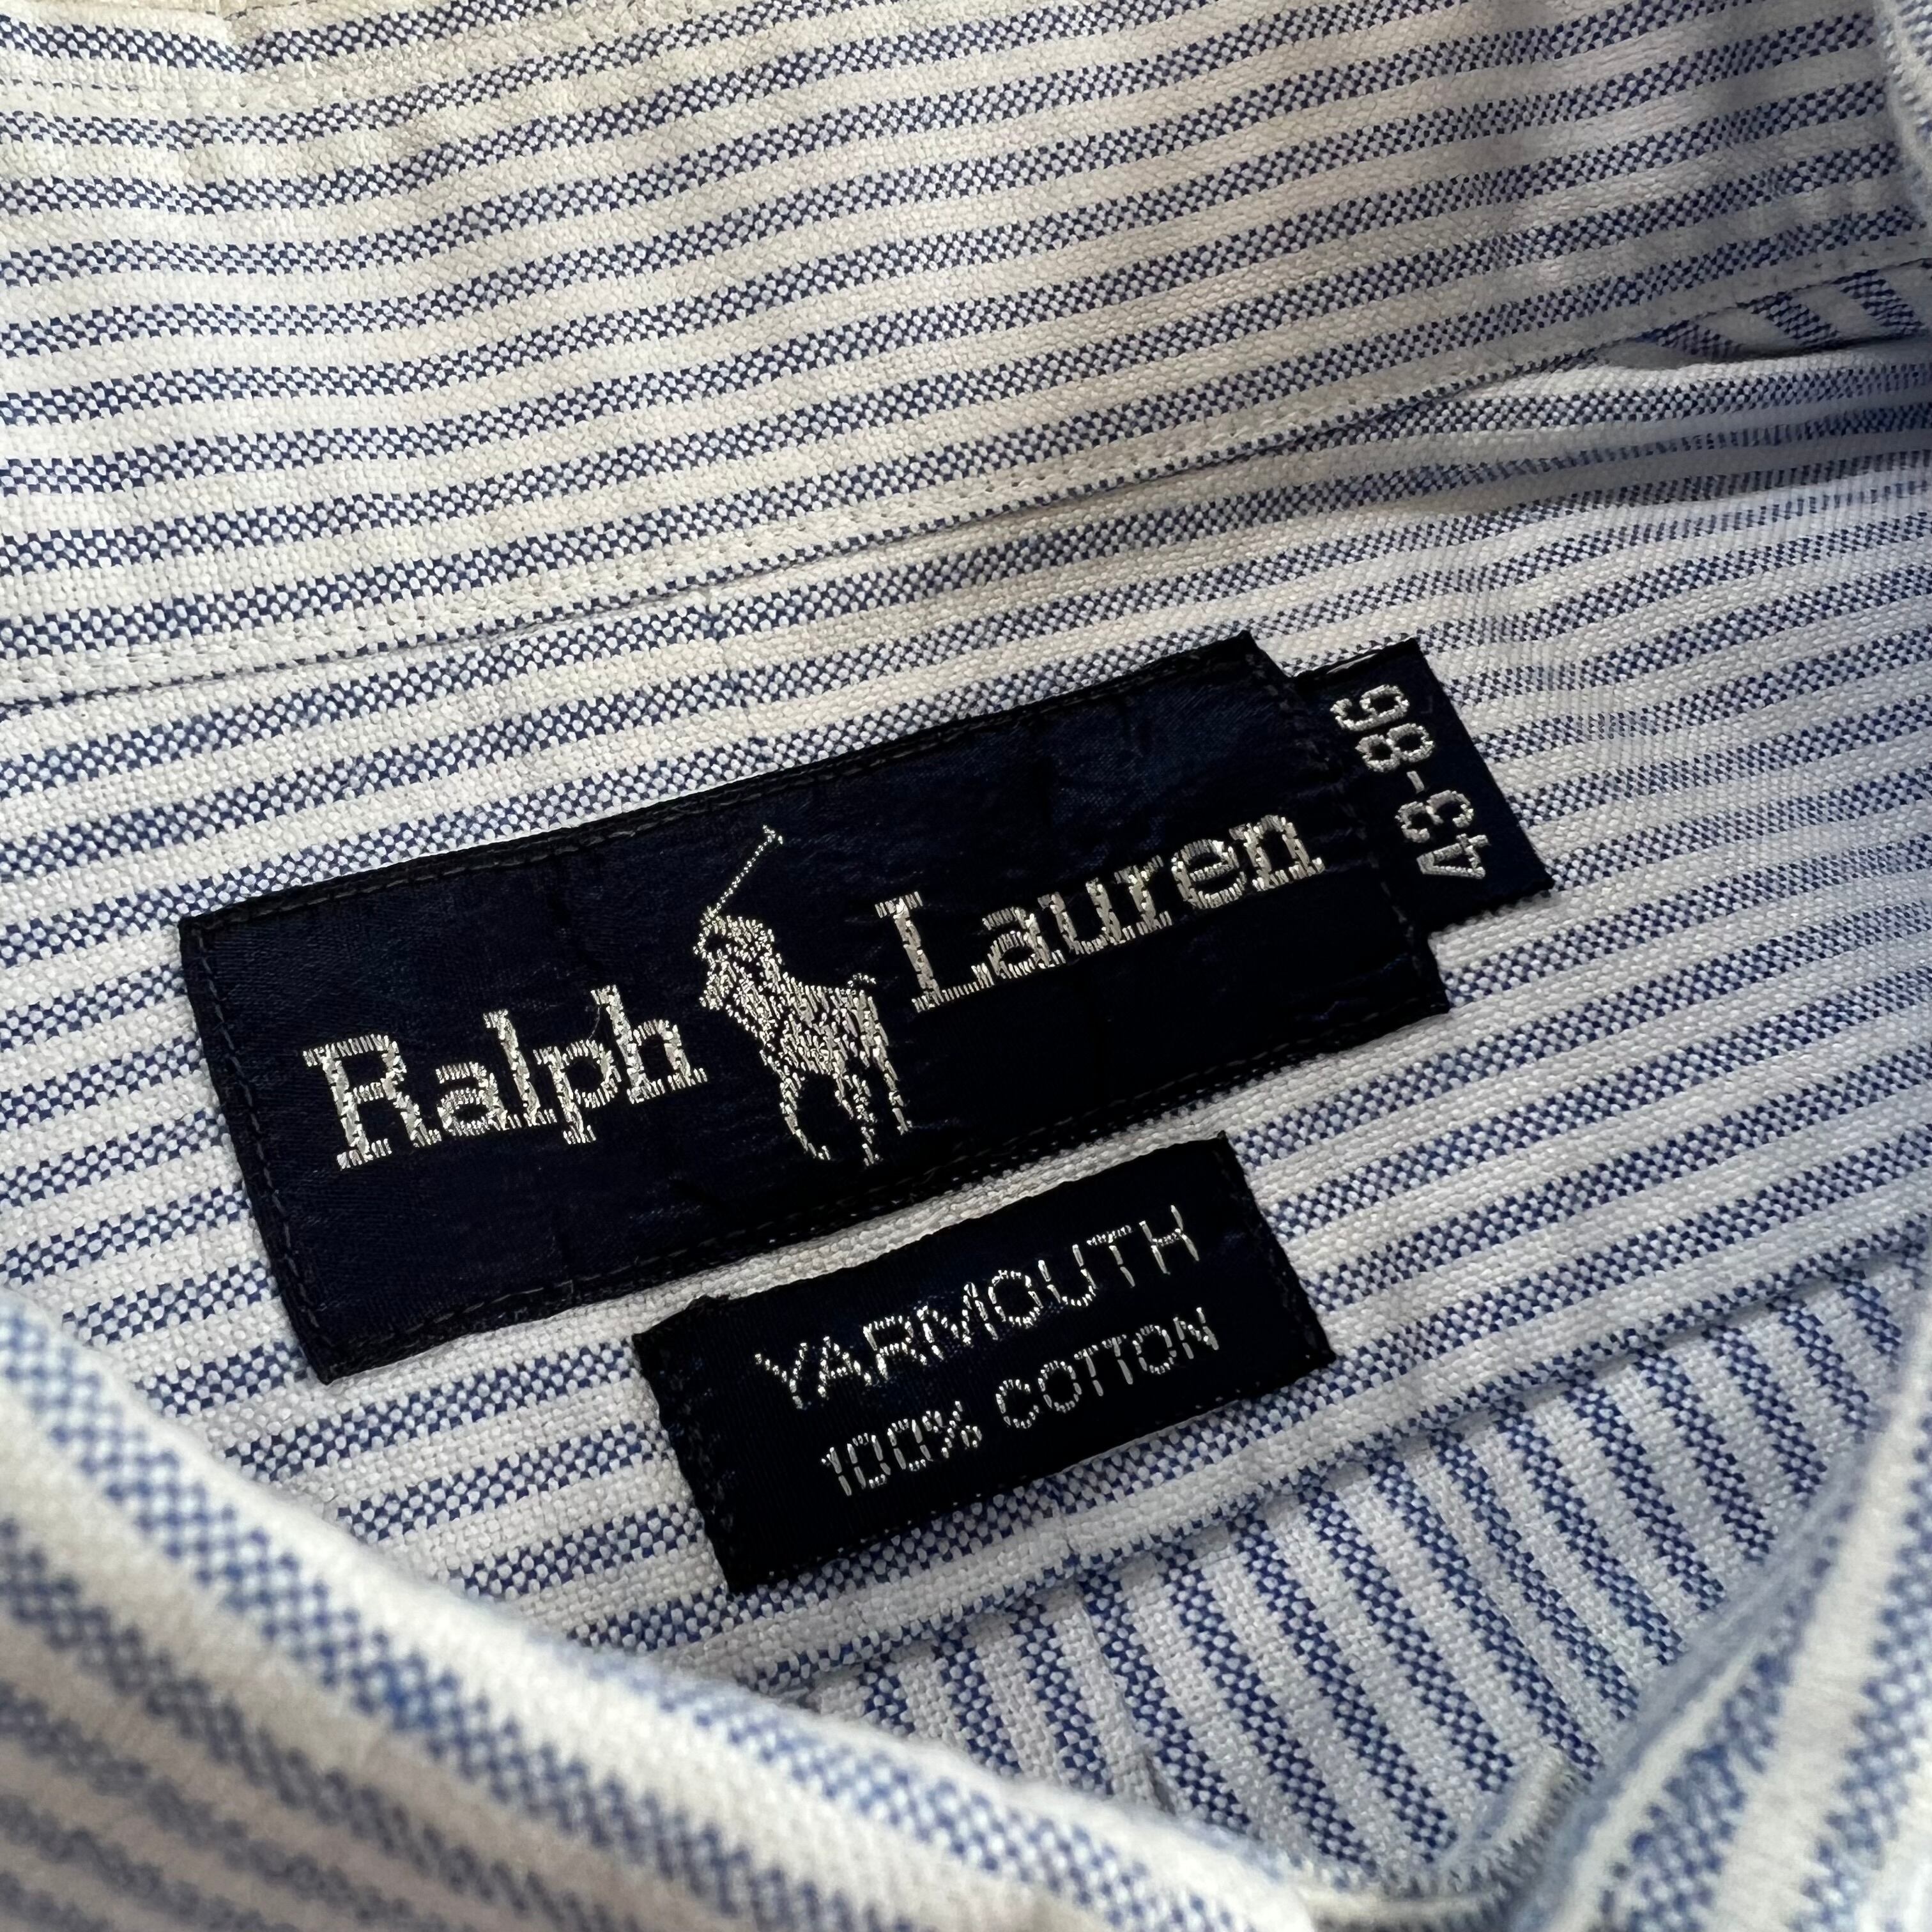 Ralph Lauren
43-86
YARMOUTH
100% COTTON